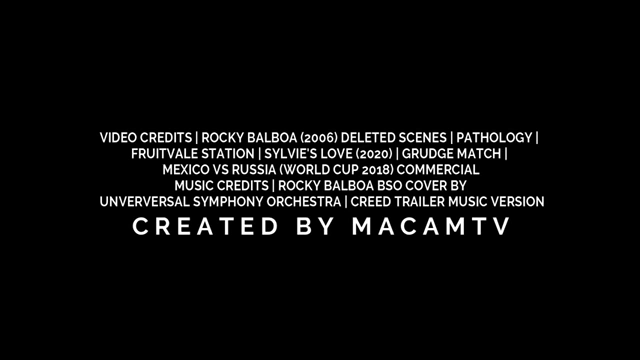 VIDEO CREDITS | ROCKY BALBOA (2006) DELETED SCENES | PATHOLOGY |
FRUITVALE STATION | SYLVIE'S LOVE (2020) | GRUDGE MATCH |
MEXICO VS RUSSIA (WORLD CUP 2018) COMMERCIAL
MUSIC CREDITS | ROCKY BALBOA BSO COVER BY
UNVERVERSAL SYMPHONY ORCHESTRA | CREED TRAILER MUSIC VERSION
CREATED BY MACAMTV